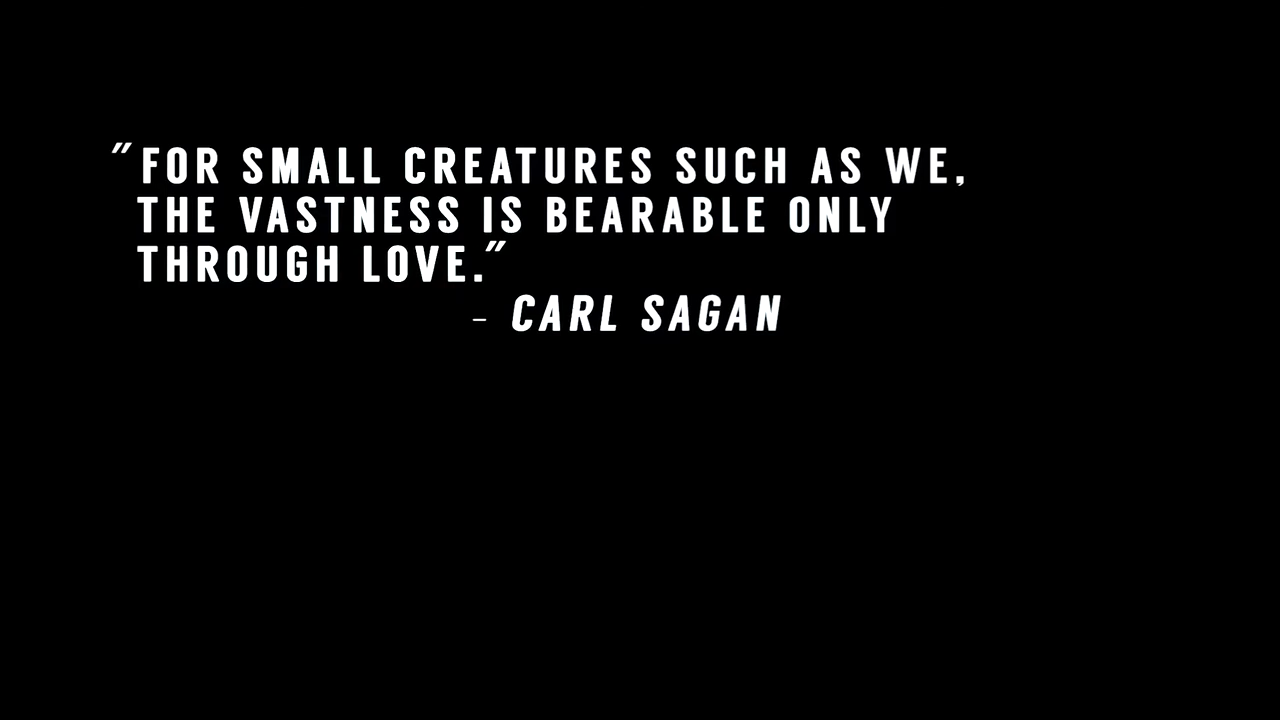 "FOR SMALL CREATURES SUCH AS WE,
THE VASTNESS IS BEARABLE ONLY
THROUGH LOVE."
- CARL SAGAN